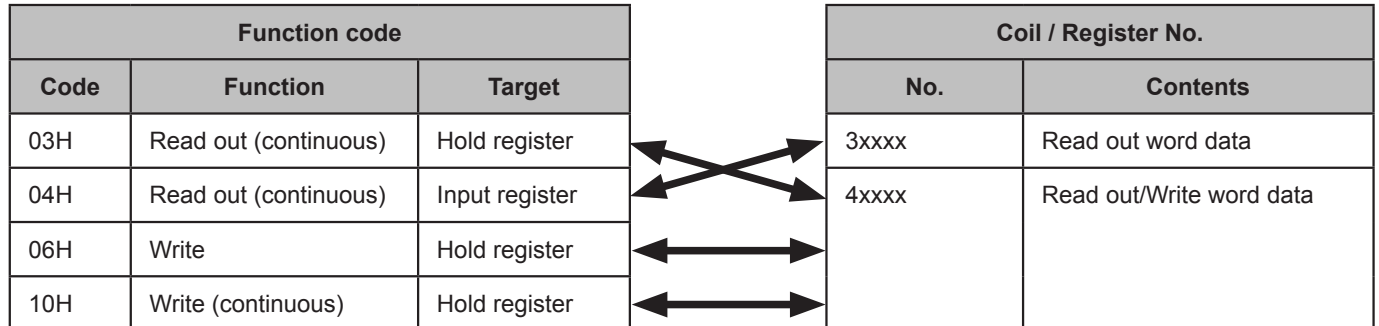 Function code
Code Function Target
03H Read out (continuous) Hold register
04H Read out (continuous) Input register
06H Write Hold register
10H Write (continuous) Hold register
Coil / Register No.
No. Contents
3xxxx Read out word data
4xxxx Read out/Write word data